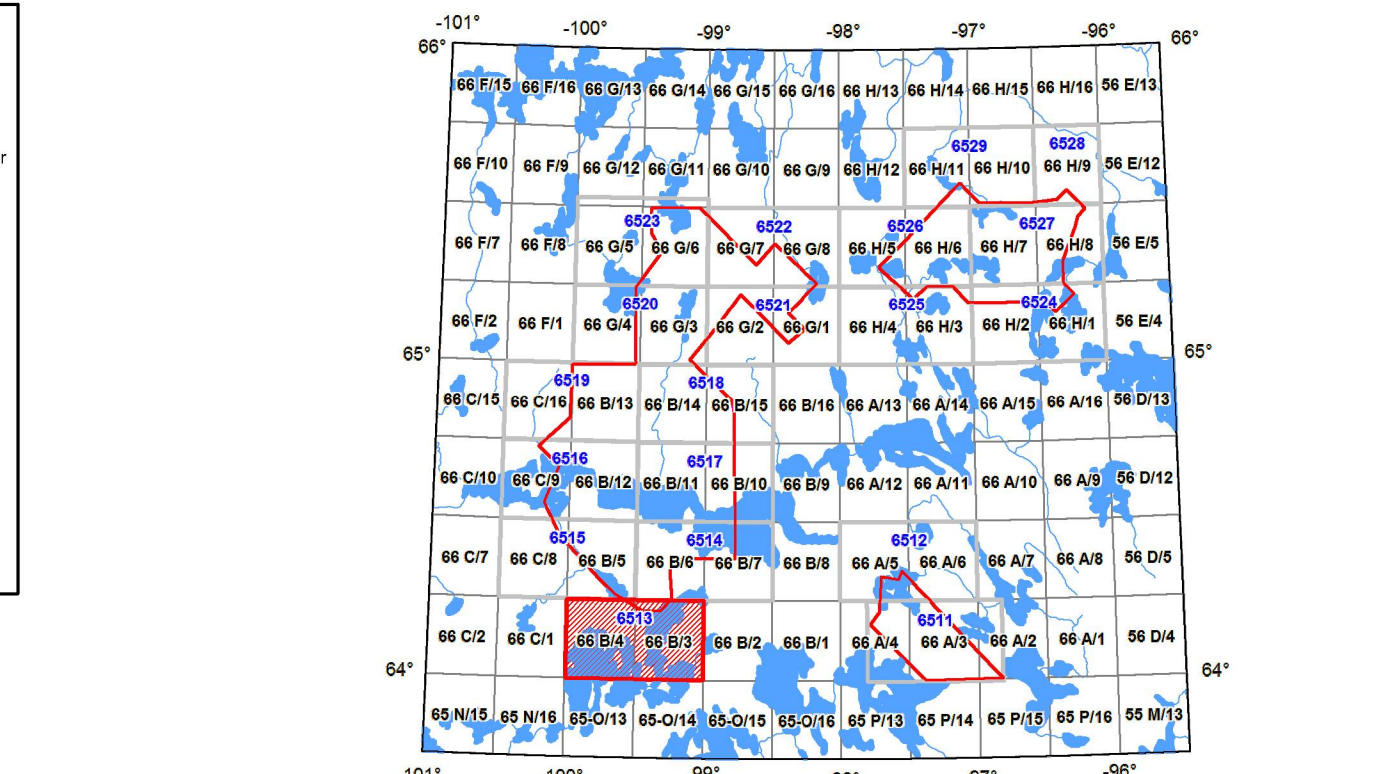 -101° -100° -99° -98° -97° -96°
66° 66°
66 F/15 66 F/16 66 G/13 66 G/14 66 G/15 66 G/16 66 H/13 66 H/14 66 H/15 66 H/16 56 E/13
6529 6528
r
66 F/10 66 F/9 66 G/12 66 G/11 66 G/10 66 G/9 66 H/12 66 H/11 66 H/10 66 H/9 56 E/12
6523 6522 6526 6527
66 F/7 66 F/8 66 G/5 66 G/6 66 G/7 66 G/8 66 H/5 66 H/6 66 H/7 66 H/8 56 E/5
6520 6521 6525 6524
66 F/2 66 F/1 66 G/4 66 G/3 66 G/2 66 G/1 66 H/4 66 H/3 66 H/2 66 H/1 56 E/4
65° 65°
6519 6518
66 C/15 66 C/16 66 B/13 66 B/14 66 B/15 66 B/16 66 A/13 66 A/14 66 A/15 66 A/16 56 D/13
6516 6517
66 C/10 66 C/9 66 B/12 66 B/11 66 B/10 66 B/9 66 A/12 66 A/11 66 A/10 66 A/9 56 D/12
6515 6514 6512
66 C/7 66 C/8 66 B/5 66 B/6 66 B/7 66 B/8 66 A/5 66 A/6 66 A/7 66 A/8 56 D/5
6513 6511
66 C/2 66 C/1 66 B/4 66 B/3 66 B/2 66 B/1 66 A/4 66 A/3 66 A/2 66 A/1 56 D/4
64° 64°
65 N/15 65 N/16 65-O/13 65-O/14 65-O/15 65-O/16 65 P/13 65 P/14 65 P/15 65 P/16 55 M/13
-101° -100° -99° -98° -97° -96°